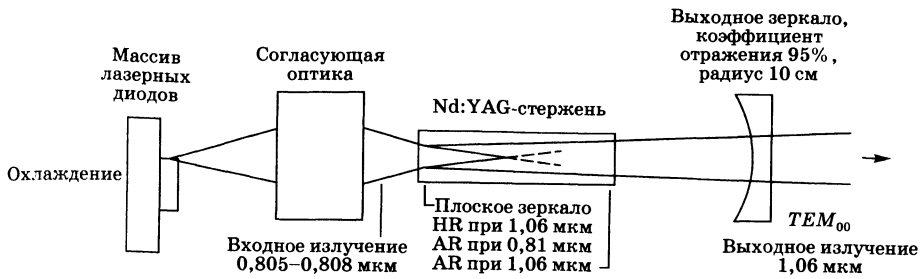 Массив
лазерных
диодов
Согласующая
оптика
Nd:YAG-стержень
Выходное зеркало,
коэффициент
отражения 95%,
радиус 10 см
Охлаждение
Входное излучение
0,805–0,808 мкм
Плоское зеркало
HR при 1,06 мкм
AR при 0,81 мкм
AR при 1,06 мкм
TEM₀₀
Выходное излучение
1,06 мкм